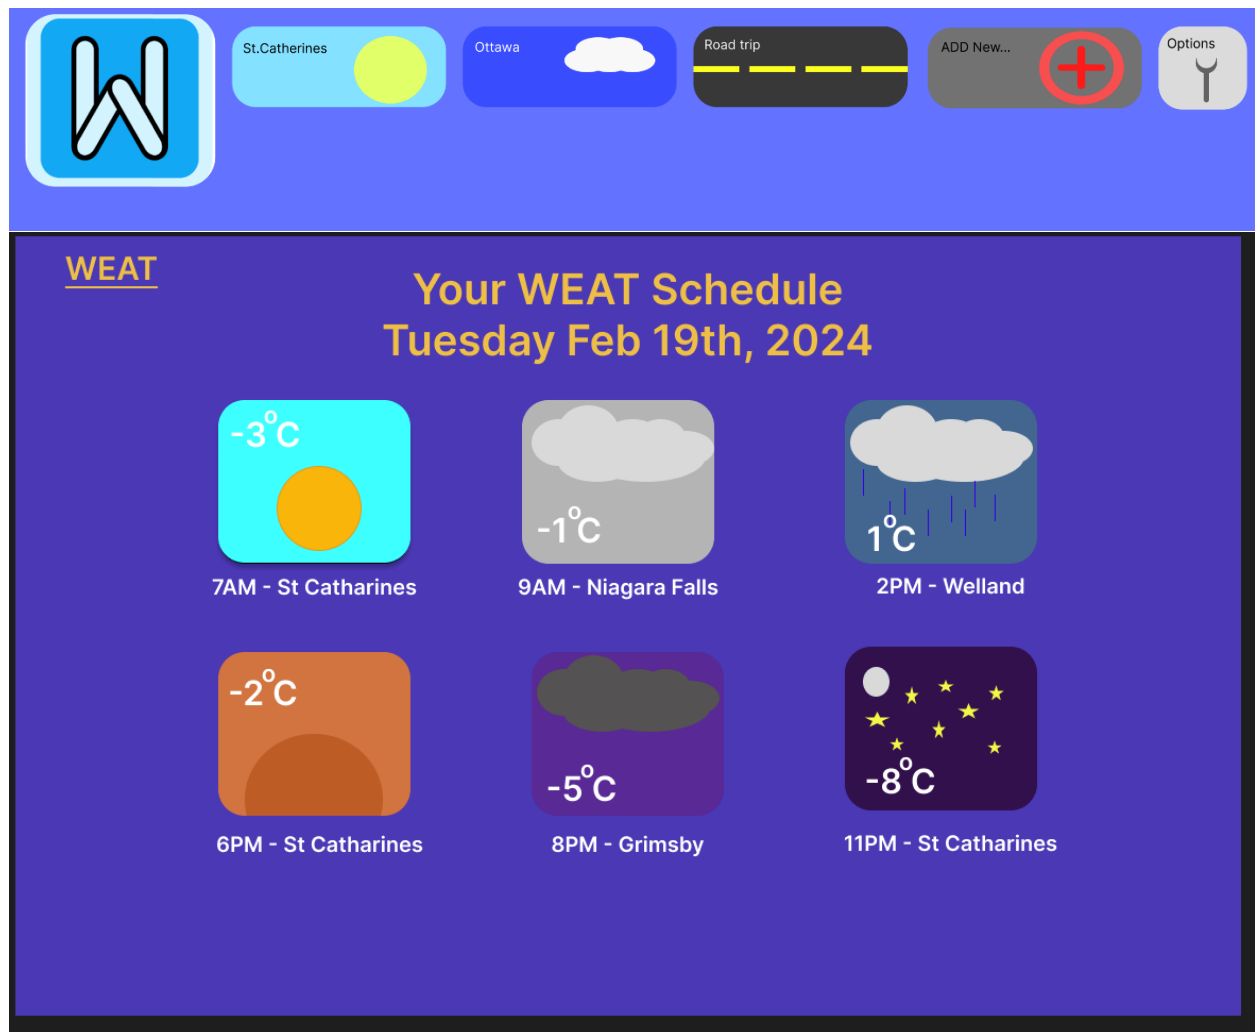 W
St.Catherines
Ottawa
Road trip
ADD New...
Options
WEAT
Your WEAT Schedule
Tuesday Feb 19th, 2024
-3°C
-1°C
1°C
7AM - St Catharines
9AM - Niagara Falls
2PM - Welland
-2°C
-5°C
-8°C
6PM - St Catharines
8PM - Grimsby
11PM - St Catharines